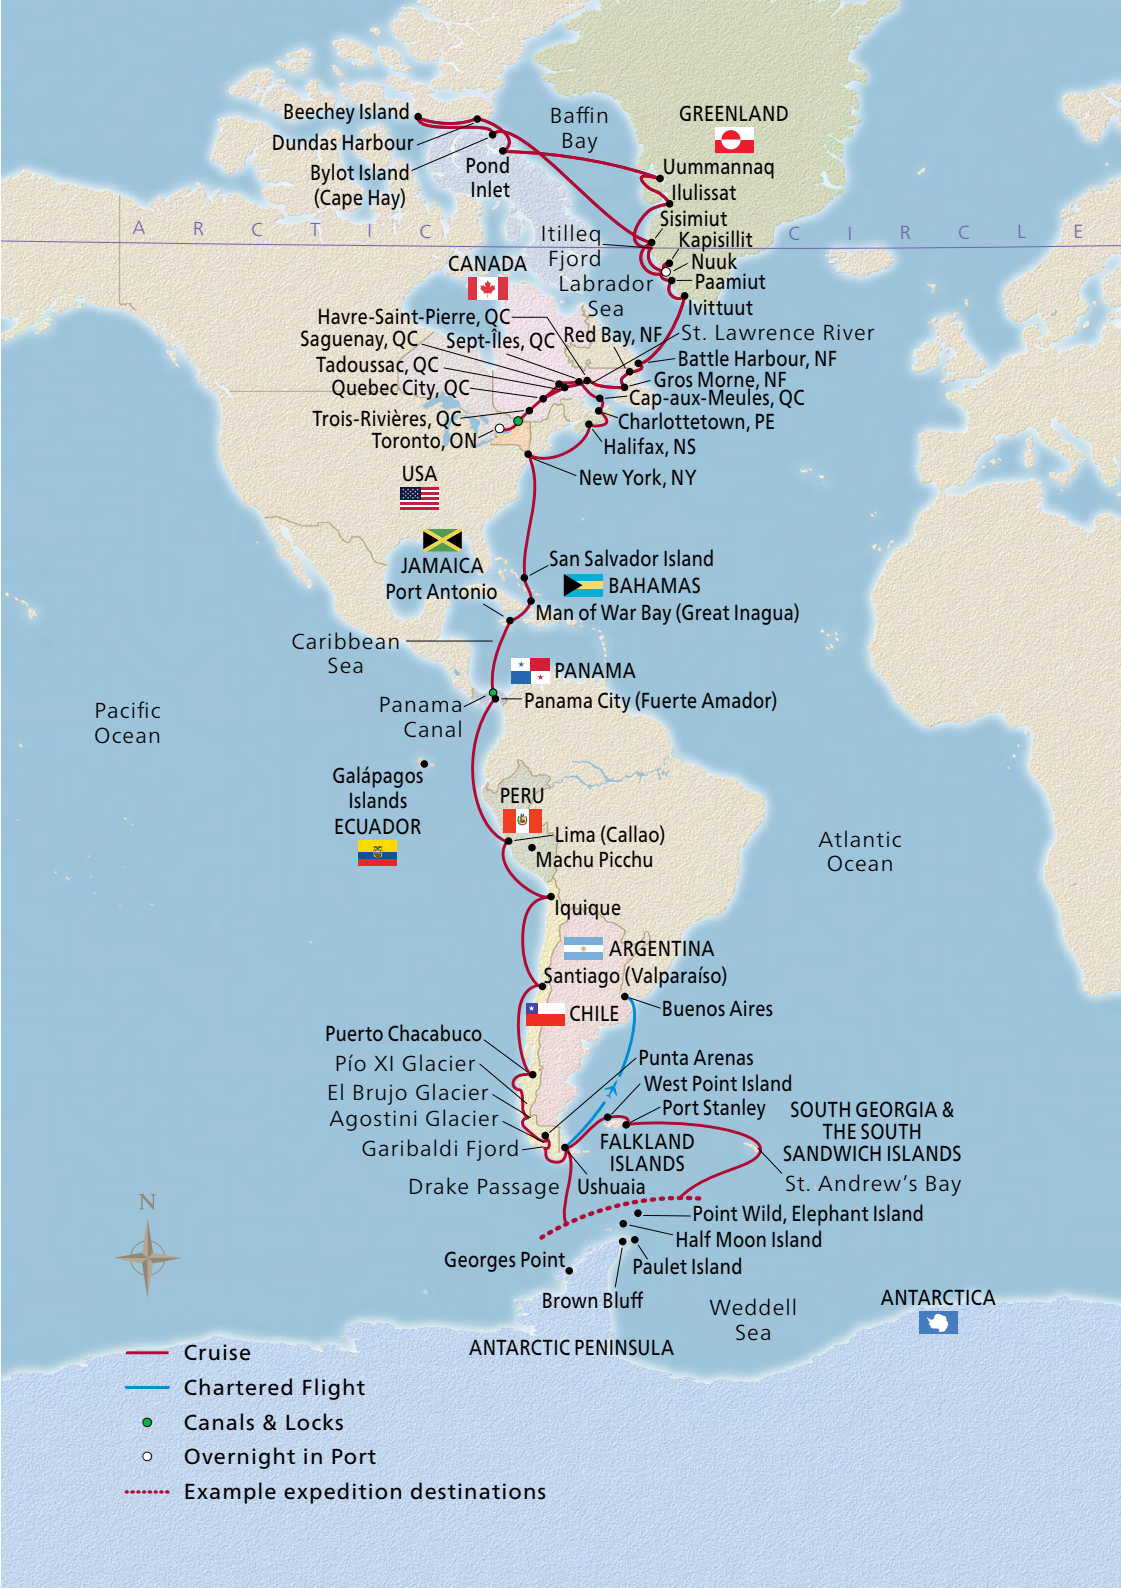 Beechey Island
Dundas Harbour
Bylot Island
(Cape Hay)
Pond
Inlet
Baffin
Bay
GREENLAND
Uummannaq
Ilulissat
Sisimiut
ARCTIC CIRCLE
Itilleq
Fjord
Kapisillit
Nuuk
Paamiut
Ivittuut
CANADA
Labrador
Sea
Havre-Saint-Pierre, QC
Saguenay, QC
Sept-Îles, QC
Red Bay, NF
St. Lawrence River
Tadoussac, QC
Battle Harbour, NF
Quebec City, QC
Gros Morne, NF
Cap-aux-Meules, QC
Trois-Rivières, QC
Charlottetown, PE
Toronto, ON
Halifax, NS
USA
New York, NY
JAMAICA
Port Antonio
San Salvador Island
BAHAMAS
Man of War Bay (Great Inagua)
Caribbean
Sea
PANAMA
Panama
Canal
Panama City (Fuerte Amador)
Pacific
Ocean
Galápagos
Islands
ECUADOR
PERU
Lima (Callao)
Machu Picchu
Atlantic
Ocean
Iquique
ARGENTINA
Santiago (Valparaíso)
CHILE
Buenos Aires
Puerto Chacabuco
Pío XI Glacier
El Brujo Glacier
Agostini Glacier
Garibaldi Fjord
Punta Arenas
West Point Island
Port Stanley
FALKLAND
ISLANDS
SOUTH GEORGIA &
THE SOUTH
SANDWICH ISLANDS
St. Andrew’s Bay
Drake Passage
Ushuaia
N
Point Wild, Elephant Island
Half Moon Island
Georges Point
Paulet Island
Brown Bluff
Weddell
Sea
ANTARCTICA
ANTARCTIC PENINSULA
Cruise
Chartered Flight
Canals & Locks
Overnight in Port
Example expedition destinations